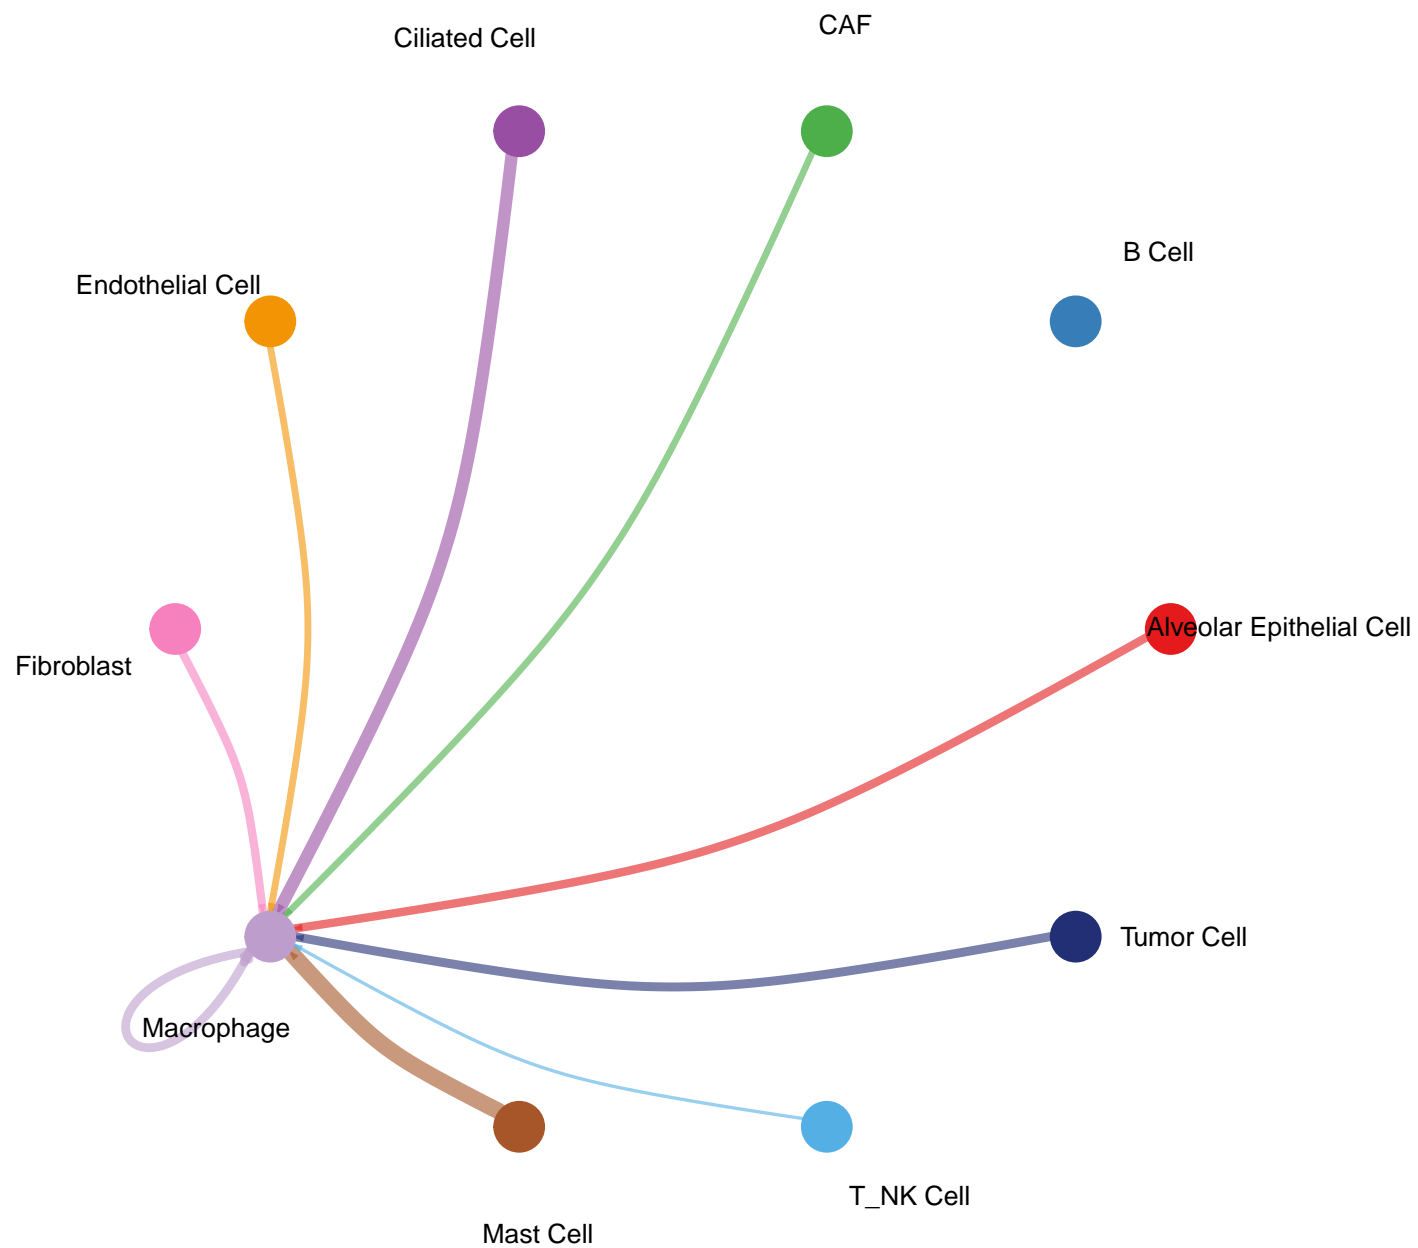 CAF
Ciliated Cell
B Cell
Endothelial Cell
Alveolar Epithelial Cell
Fibroblast
Tumor Cell
Macrophage
T_NK Cell
Mast Cell